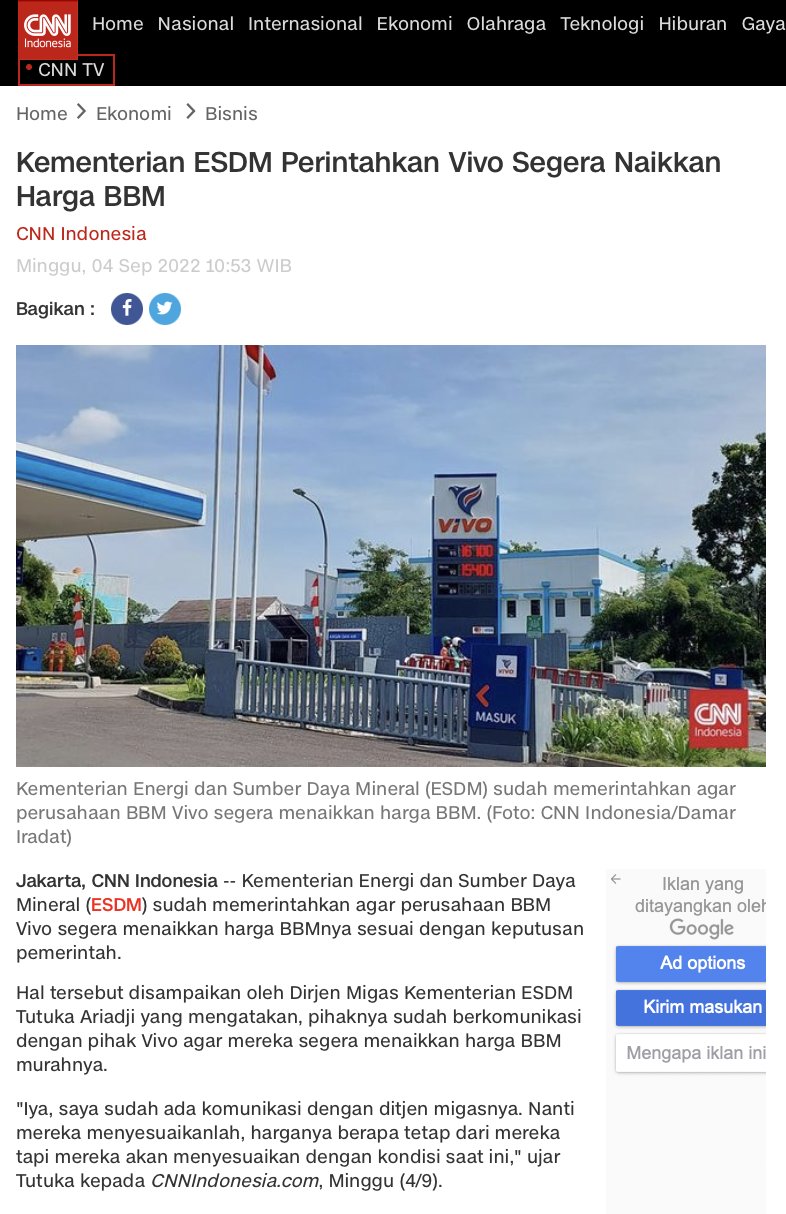 CNN
Indonesia
Home Nasional Internasional Ekonomi Olahraga Teknologi Hiburan Gaya
CNN TV
Home > Ekonomi > Bisnis
Kementerian ESDM Perintahkan Vivo Segera Naikkan
Harga BBM
CNN Indonesia
Minggu, 04 Sep 2022 10:53 WIB
Bagikan :
VIVO
95 16100
92 15400
89
VIVO
MASUK
CNN
Indonesia
Kementerian Energi dan Sumber Daya Mineral (ESDM) sudah memerintahkan agar
perusahaan BBM Vivo segera menaikkan harga BBM. (Foto: CNN Indonesia/Damar
Iradat)
Jakarta, CNN Indonesia -- Kementerian Energi dan Sumber Daya
Mineral (ESDM) sudah memerintahkan agar perusahaan BBM
Vivo segera menaikkan harga BBMnya sesuai dengan keputusan
pemerintah.
Hal tersebut disampaikan oleh Dirjen Migas Kementerian ESDM
Tutuka Ariadji yang mengatakan, pihaknya sudah berkomunikasi
dengan pihak Vivo agar mereka segera menaikkan harga BBM
murahnya.
"Iya, saya sudah ada komunikasi dengan ditjen migasnya. Nanti
mereka menyesuaikanlah, harganya berapa tetap dari mereka
tapi mereka akan menyesuaikan dengan kondisi saat ini," ujar
Tutuka kepada CNNIndonesia.com, Minggu (4/9).
Iklan yang
ditayangkan oleh
Google
Ad options
Kirim masukan
Mengapa iklan ini